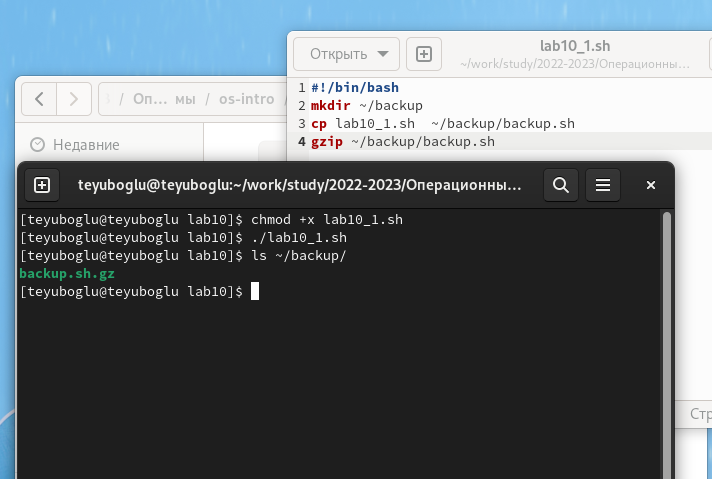 Открыть
lab10_1.sh
~/work/study/2022-2023/Операционны…
/ Оп… мы / os-intro /
Недавние
1 #!/bin/bash
2 mkdir ~/backup
3 cp lab10_1.sh  ~/backup/backup.sh
4 gzip ~/backup/backup.sh
teyuboglu@teyuboglu:~/work/study/2022-2023/Операционны…
[teyuboglu@teyuboglu lab10]$ chmod +x lab10_1.sh
[teyuboglu@teyuboglu lab10]$ ./lab10_1.sh
[teyuboglu@teyuboglu lab10]$ ls ~/backup/
backup.sh.gz
[teyuboglu@teyuboglu lab10]$